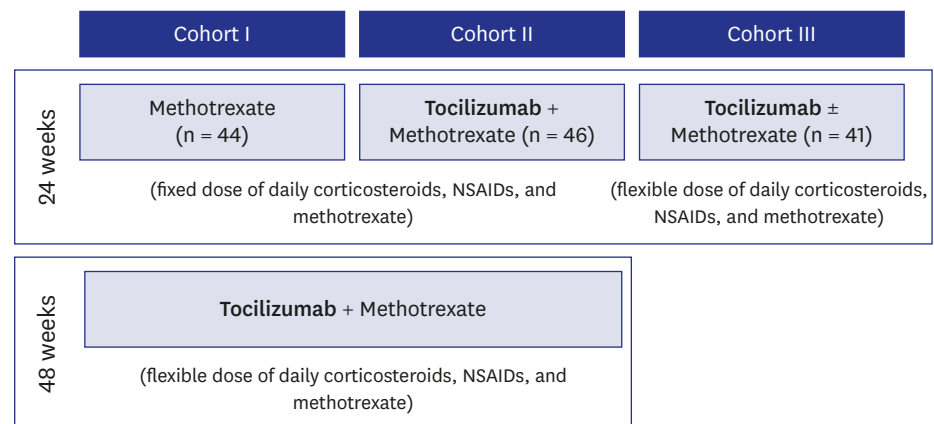 Cohort I
Cohort II
Cohort III
24 weeks
Methotrexate
(n = 44)
Tocilizumab +
Methotrexate (n = 46)
Tocilizumab ±
Methotrexate (n = 41)
(fixed dose of daily corticosteroids, NSAIDs, and
methotrexate)
(flexible dose of daily corticosteroids,
NSAIDs, and methotrexate)
48 weeks
Tocilizumab + Methotrexate
(flexible dose of daily corticosteroids, NSAIDs, and
methotrexate)